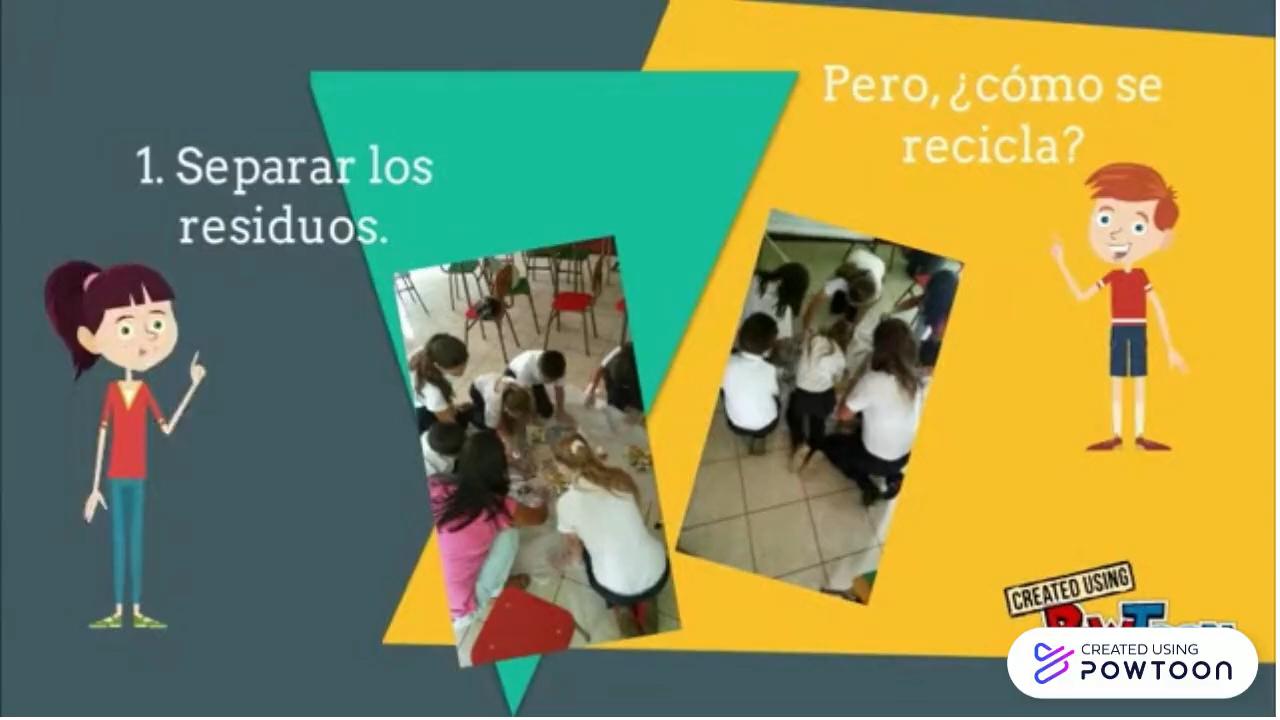 Pero, ¿cómo se
recicla?
1. Separar los
residuos.
CREATED USING
CREATED USING
POWTOON